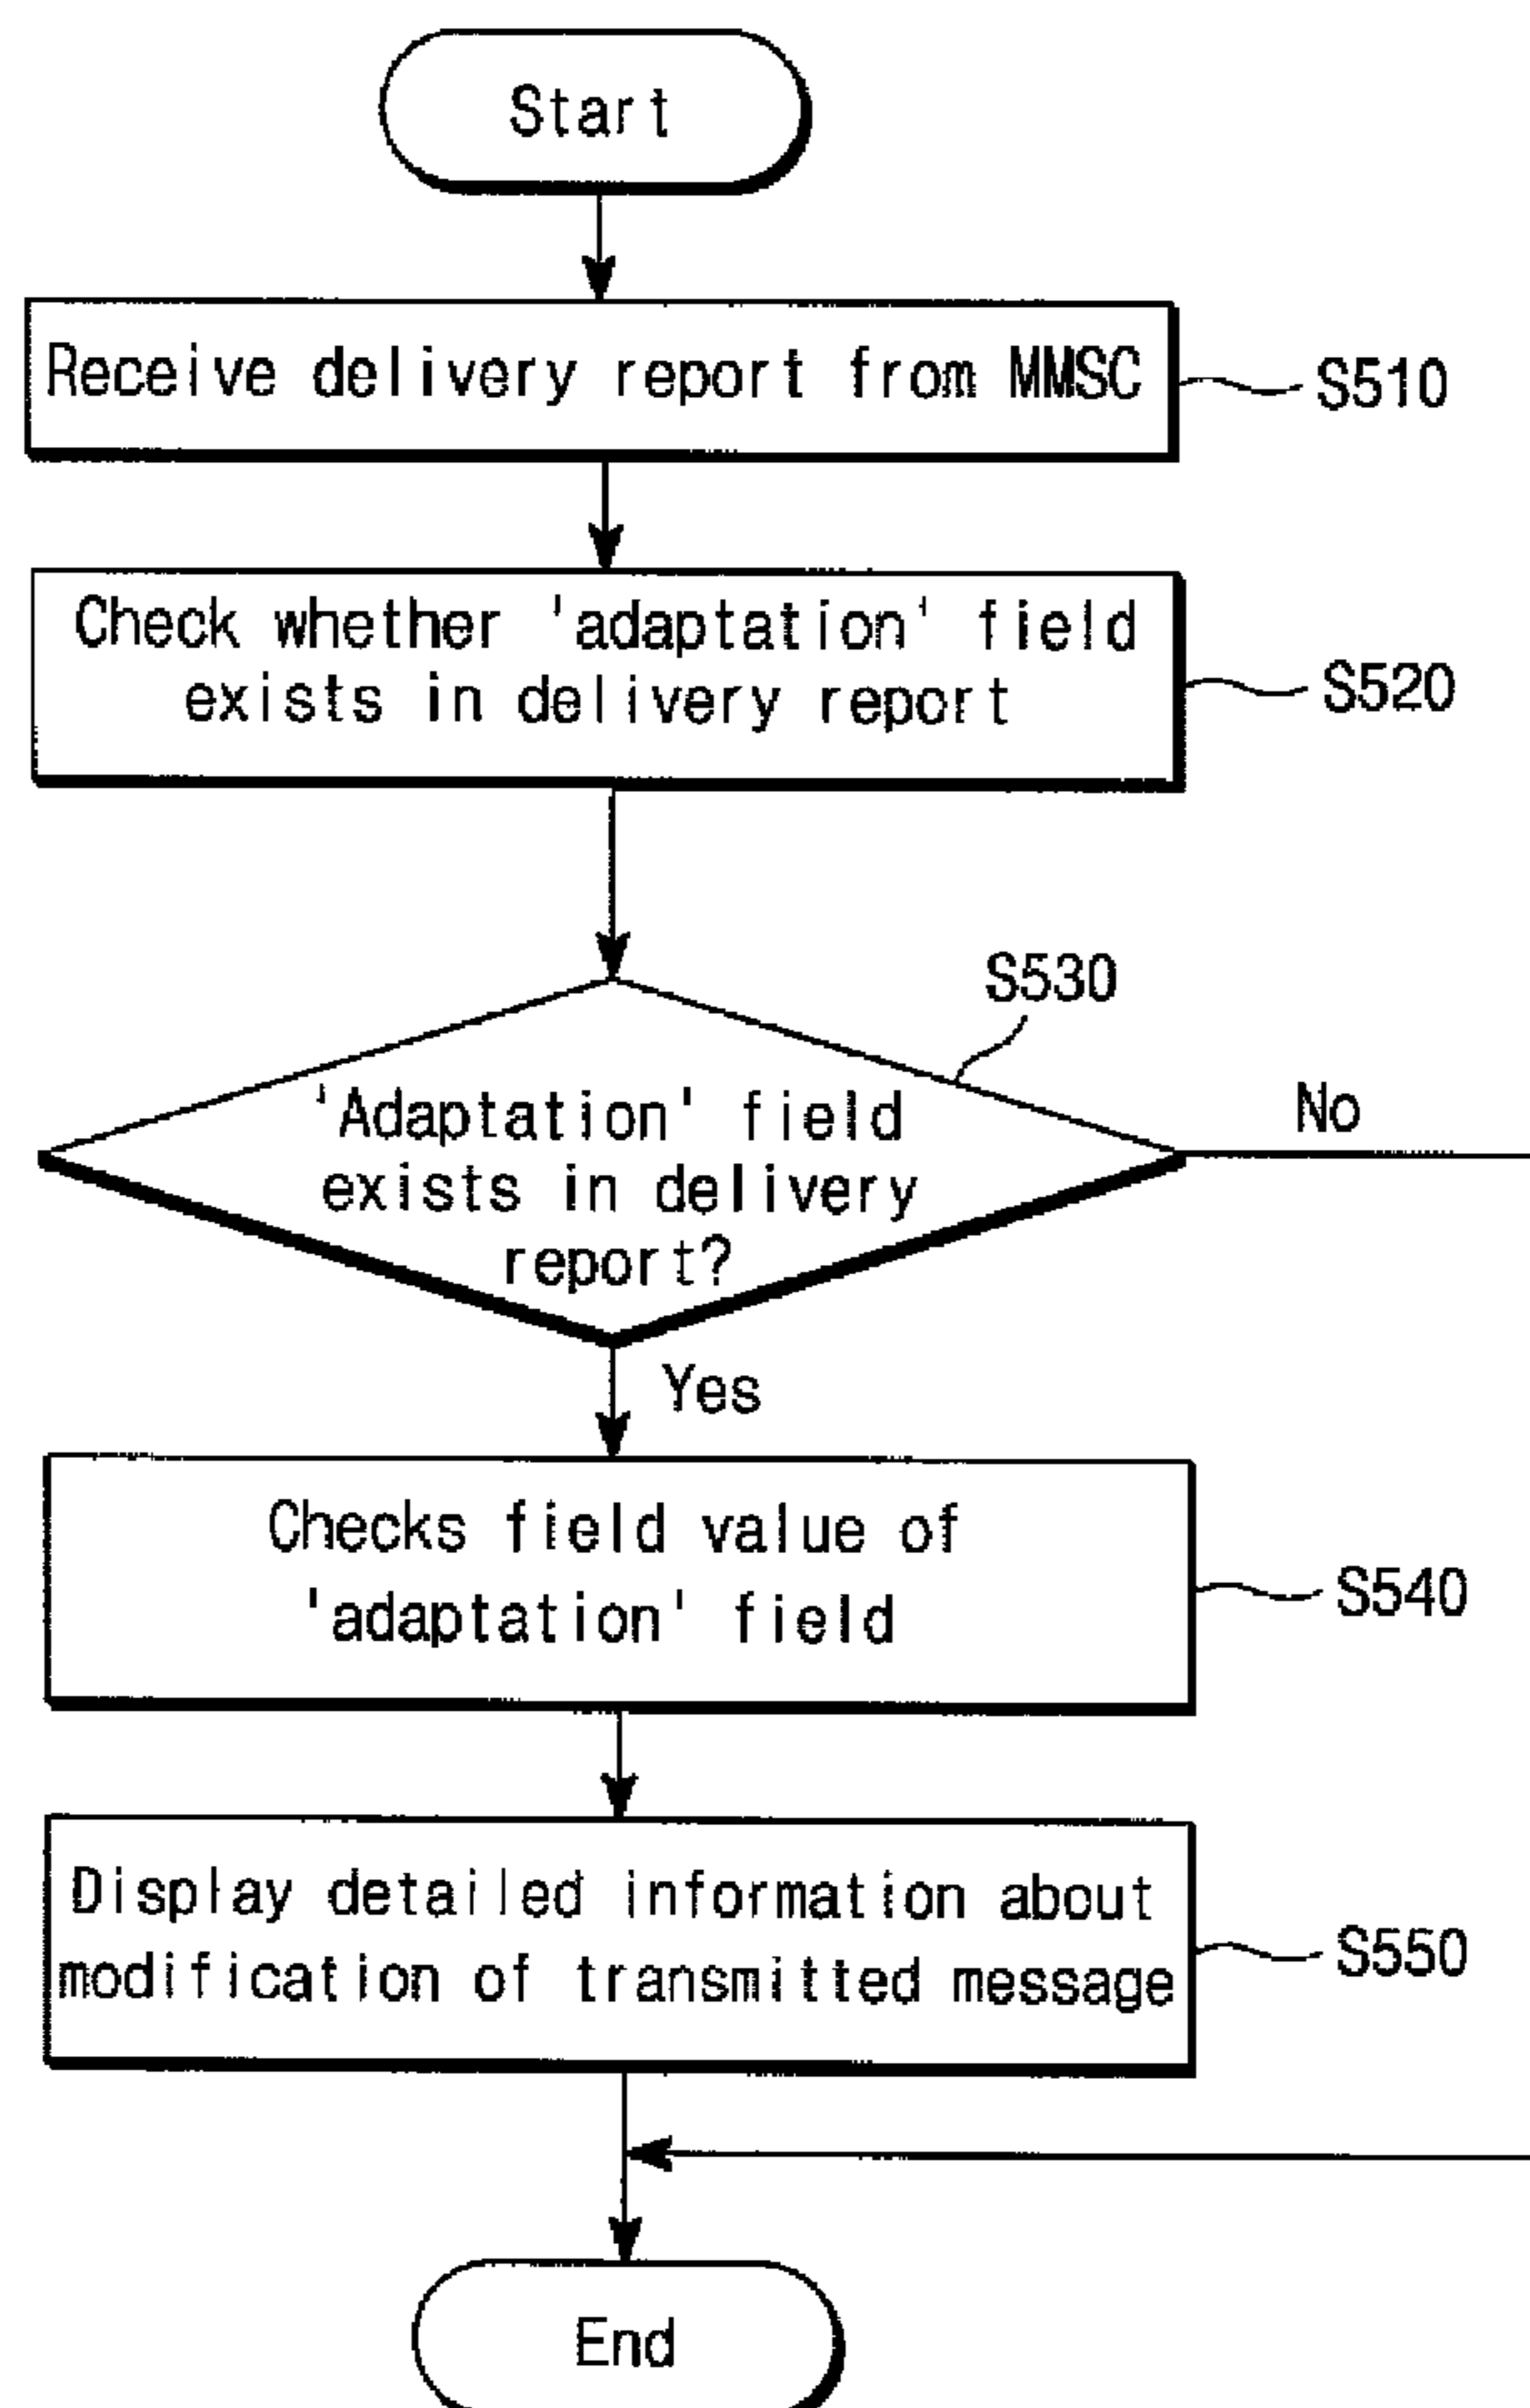 Start
Receive delivery report from MMSC
S510
Check whether 'adaptation' field
exists in delivery report
S520
S530
'Adaptation' field
exists in delivery
report?
No
Yes
Checks field value of
'adaptation' field
S540
Display detailed information about
modification of transmitted message
S550
End